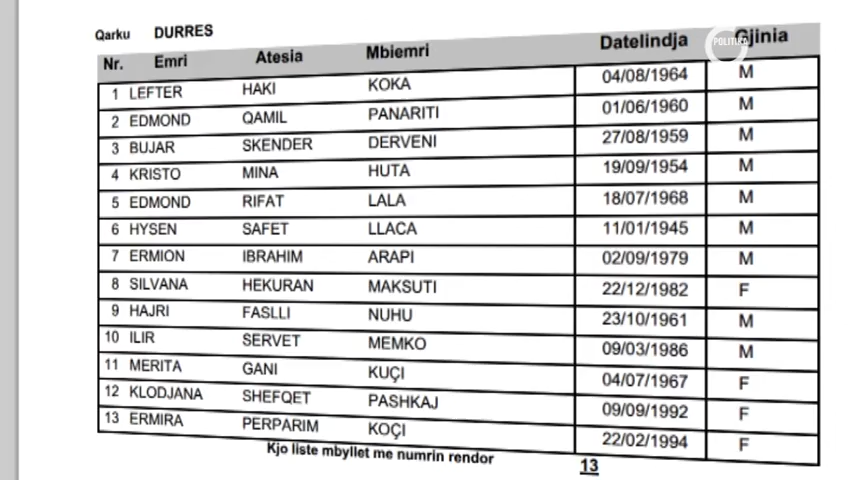 Qarku DURRES
Nr. Emri Atesia Mbiemri Datelindja Gjinia
POLITIKA
1 LEFTER HAKI KOKA 04/08/1964 M
2 EDMOND QAMIL PANARITI 01/06/1960 M
3 BUJAR SKENDER DERVENI 27/08/1959 M
4 KRISTO MINA HUTA 19/09/1954 M
5 EDMOND RIFAT LALA 18/07/1968 M
6 HYSEN SAFET LLACA 11/01/1945 M
7 ERMION IBRAHIM ARAPI 02/09/1979 M
8 SILVANA HEKURAN MAKSUTI 22/12/1982 F
9 HAJRI FASLLI NUHU 23/10/1961 M
10 ILIR SERVET MEMKO 09/03/1986 M
11 MERITA GANI KUÇI 04/07/1967 F
12 KLODJANA SHEFQET PASHKAJ 09/09/1992 F
13 ERMIRA PERPARIM KOÇI 22/02/1994 F
Kjo liste mbyllet me numrin rendor 13